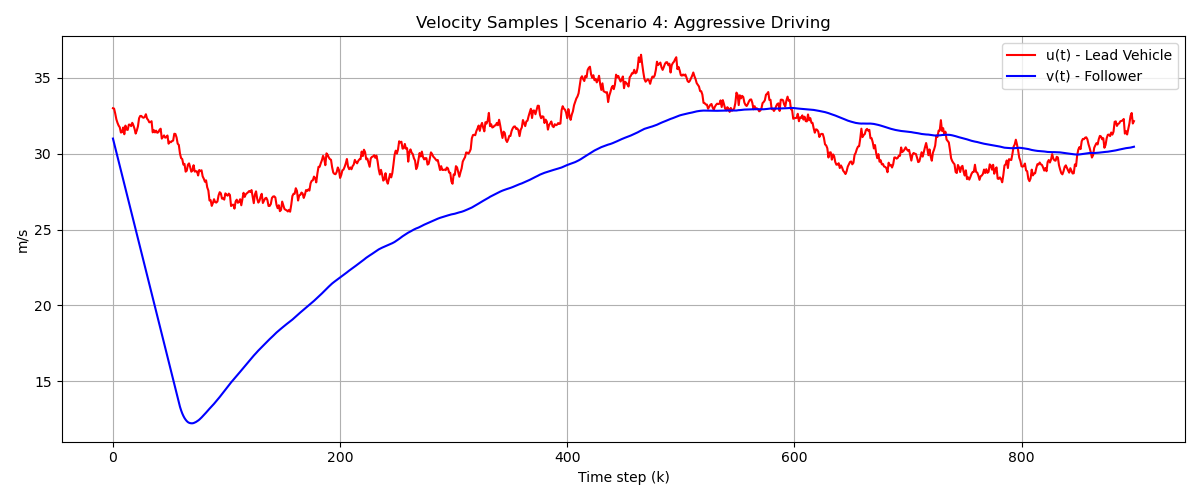 Velocity Samples | Scenario 4: Aggressive Driving
u(t) - Lead Vehicle
v(t) - Follower
35
30
25
20
15
m/s
0 200 400 600 800
Time step (k)